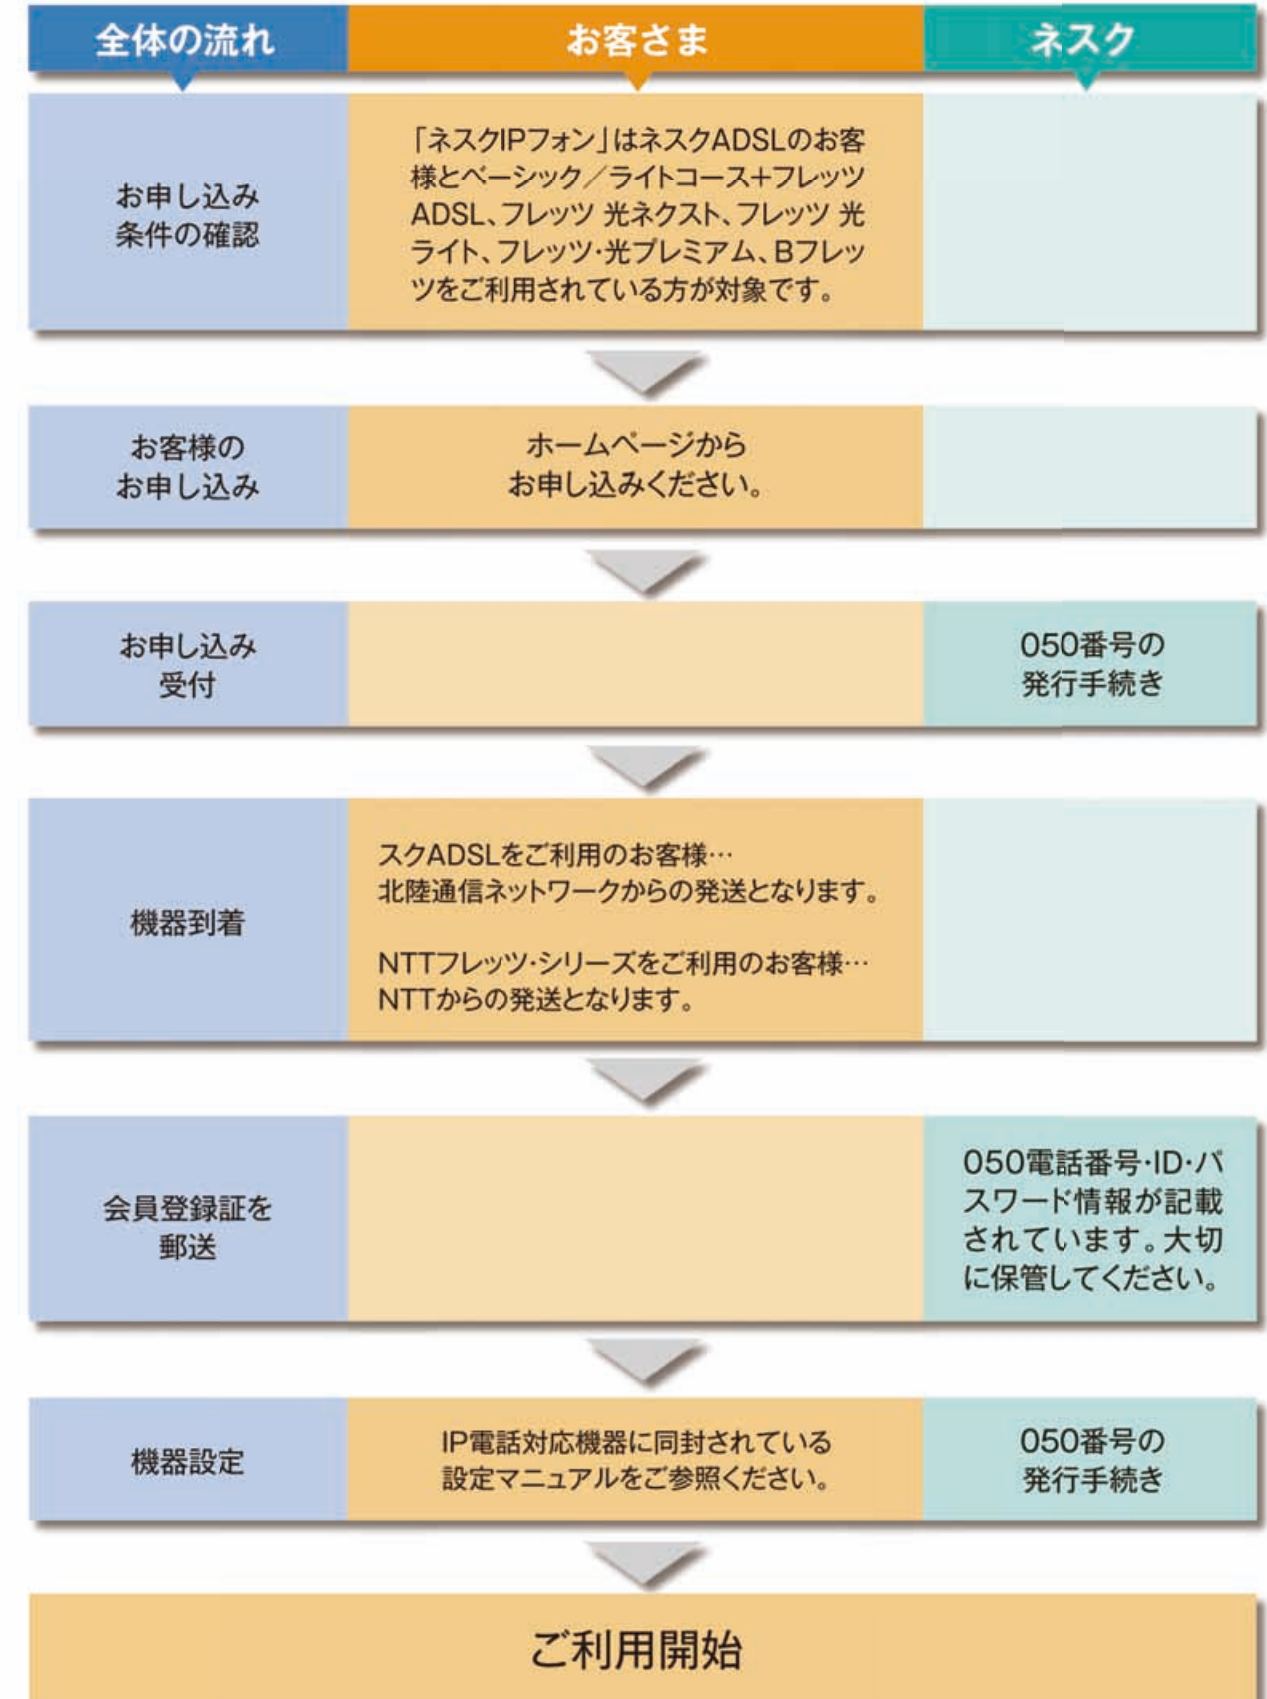 全体の流れ
お客さま
ネスク
お申し込み
条件の確認
「ネスクIPフォン」はネスクADSLのお客
様とベーシック／ライトコース+フレッツ
ADSL、フレッツ 光ネクスト、フレッツ 光
ライト、フレッツ・光プレミアム、Bフレッ
ツをご利用されている方が対象です。
お客様の
お申し込み
ホームページから
お申し込みください。
お申し込み
受付
050番号の
発行手続き
機器到着
スクADSLをご利用のお客様…
北陸通信ネットワークからの発送となります。
NTTフレッツ・シリーズをご利用のお客様…
NTTからの発送となります。
会員登録証を
郵送
050電話番号・ID・パ
スワード情報が記載
されています。大切
に保管してください。
機器設定
IP電話対応機器に同封されている
設定マニュアルをご参照ください。
050番号の
発行手続き
ご利用開始